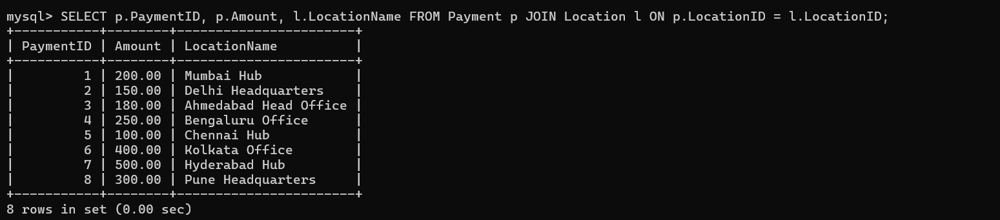 mysql> SELECT p.PaymentID, p.Amount, l.LocationName FROM Payment p JOIN Location l ON p.LocationID = l.LocationID;
+-----------+--------+-----------------------+
| PaymentID | Amount | LocationName          |
+-----------+--------+-----------------------+
|         1 | 200.00 | Mumbai Hub            |
|         2 | 150.00 | Delhi Headquarters    |
|         3 | 180.00 | Ahmedabad Head Office |
|         4 | 250.00 | Bengaluru Office      |
|         5 | 100.00 | Chennai Hub           |
|         6 | 400.00 | Kolkata Office        |
|         7 | 500.00 | Hyderabad Hub         |
|         8 | 300.00 | Pune Headquarters     |
+-----------+--------+-----------------------+
8 rows in set (0.00 sec)